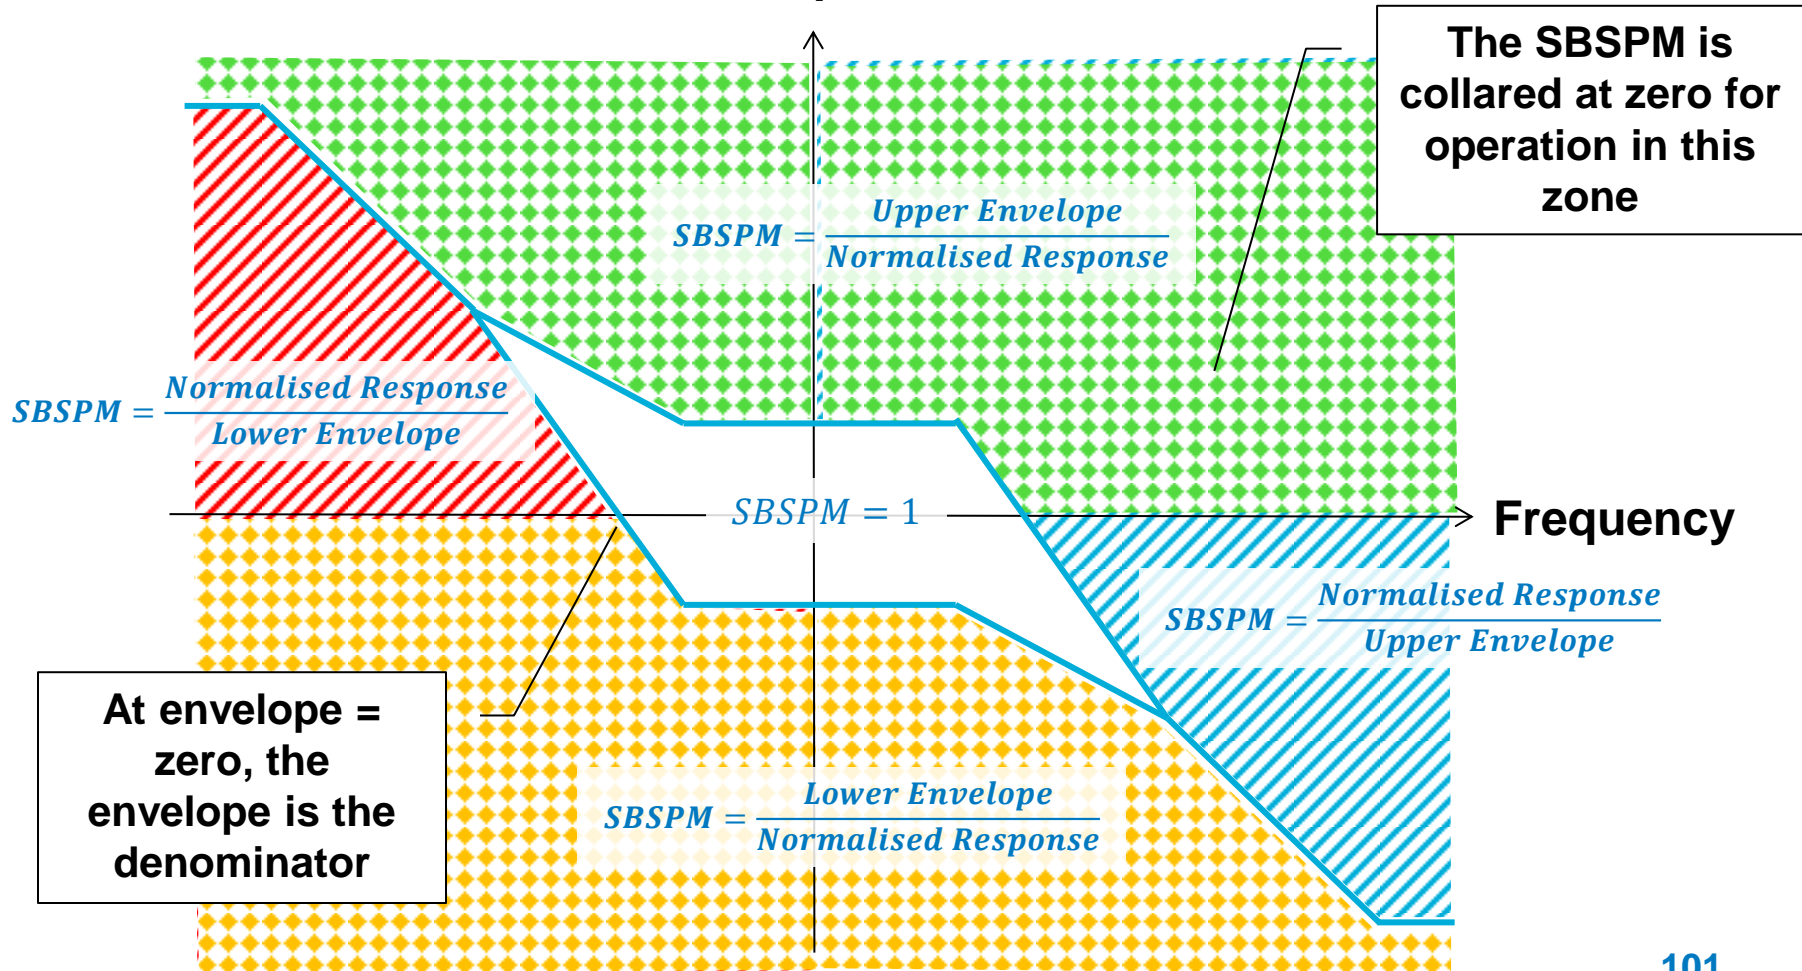 The SBSPM is
collared at zero for
operation in this
zone
SBSPM = Upper Envelope / Normalised Response
SBSPM = Normalised Response / Lower Envelope
SBSPM = 1
Frequency
SBSPM = Normalised Response / Upper Envelope
At envelope =
zero, the
envelope is the
denominator
SBSPM = Lower Envelope / Normalised Response
101